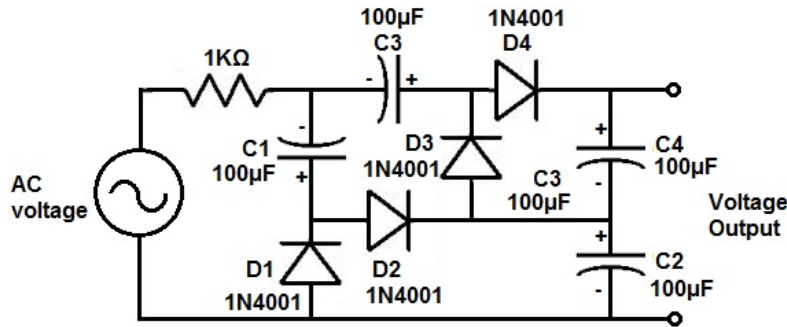 100µF
1N4001
C3
D4
1KΩ
-
+
-
C1
100µF
+
D3
1N4001
C3
100µF
+
C4
100µF
-
AC
voltage
Voltage
Output
D1
1N4001
D2
1N4001
+
C2
100µF
-